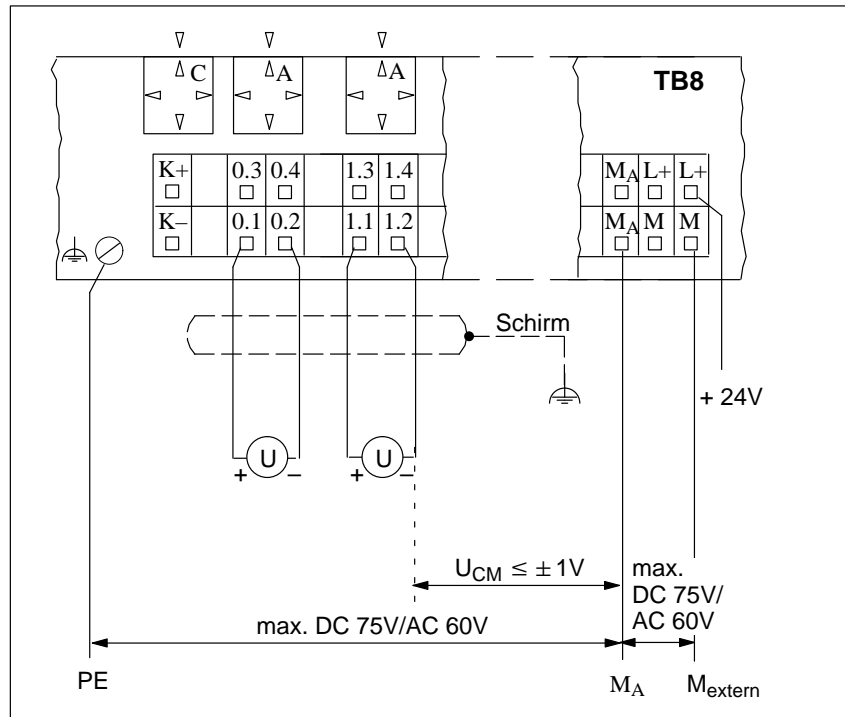 C A A TB8
K+ 0.3 0.4 1.3 1.4 MA L+ L+
K– 0.1 0.2 1.1 1.2 MA M M
Schirm
+ 24V
+ U – + U –
UCM ≤ ± 1V
max.
DC 75V/
AC 60V
max. DC 75V/AC 60V
PE MA Mextern